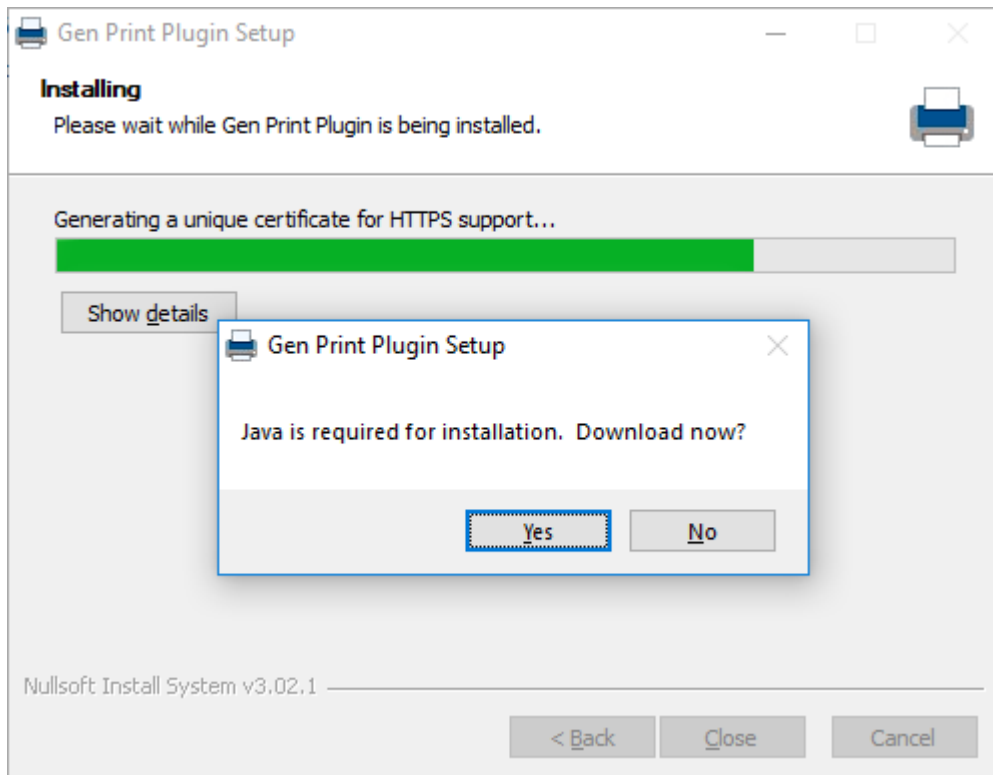 Gen Print Plugin Setup
Installing
Please wait while Gen Print Plugin is being installed.
Generating a unique certificate for HTTPS support...
Show details
Gen Print Plugin Setup
Java is required for installation.  Download now?
Yes No
Nullsoft Install System v3.02.1
< Back Close Cancel